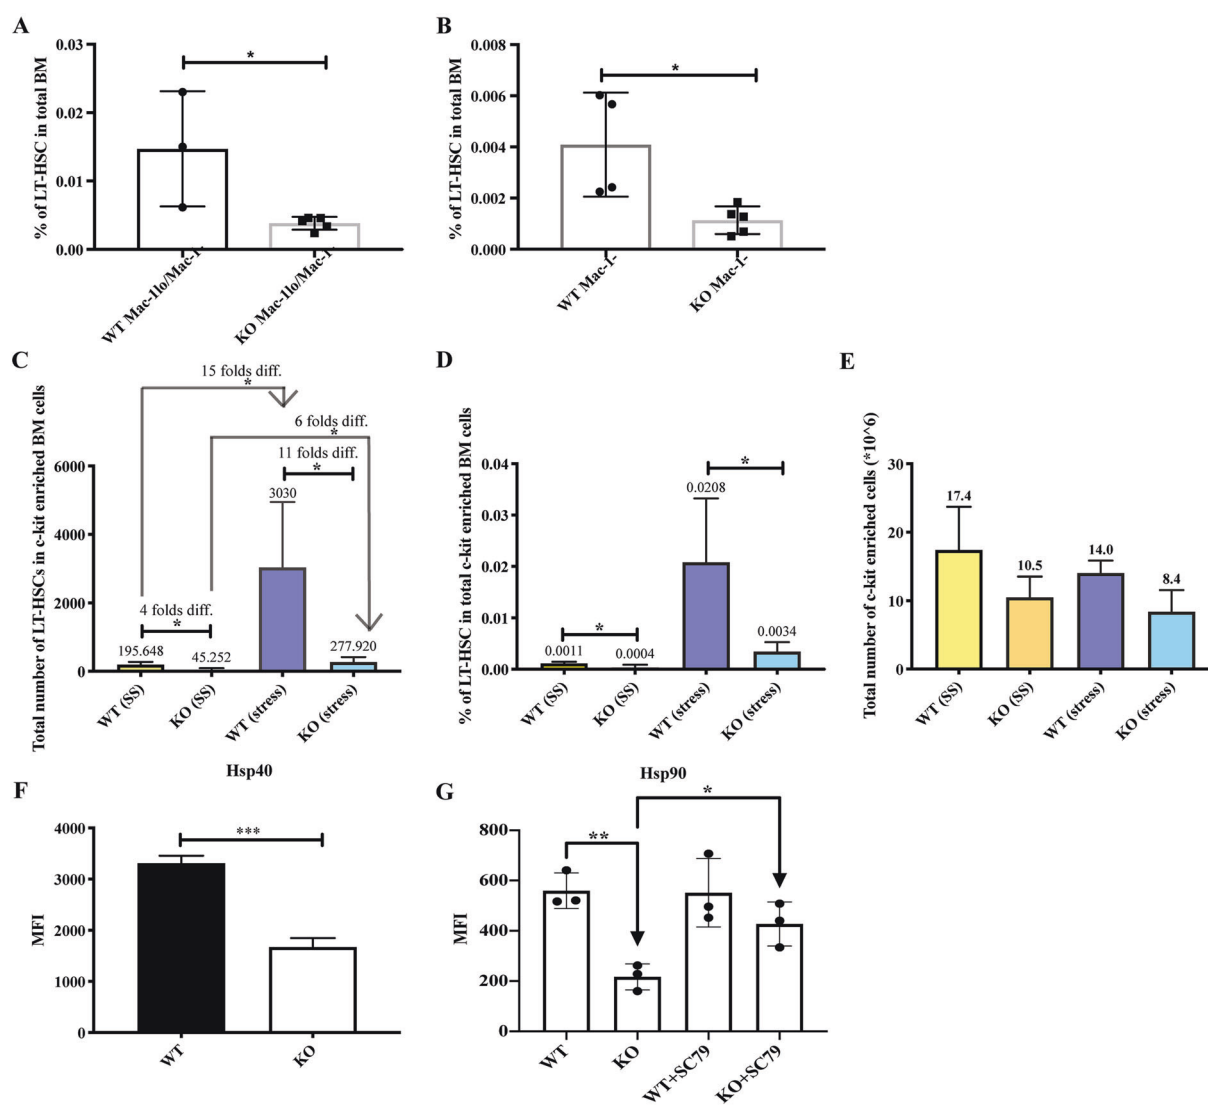 A
% of LT-HSC in total BM
0.03
0.02
0.01
0.00
*
WT Mac-1lo/Mac-1-
KO Mac-1lo/Mac-1-
B
% of LT-HSC in total BM
0.008
0.006
0.004
0.002
0.000
*
WT Mac-1-
KO Mac-1-
C
Total number of LT-HSCs in c-kit enriched BM cells
15 folds diff.
*
6 folds diff.
*
11 folds diff.
*
6000
4000
2000
0
3030
4 folds diff.
*
195.648
45.252
277.920
WT (SS)
KO (SS)
WT (stress)
KO (stress)
D
% of LT-HSC in total c-kit enriched BM cells
0.04
0.03
0.02
0.01
0.00
*
0.0208
*
0.0011
0.0004
0.0034
WT (SS)
KO (SS)
WT (stress)
KO (stress)
E
Total number of c-kit enriched cells (*10^6)
30
20
10
0
17.4
10.5
14.0
8.4
WT (SS)
KO (SS)
WT (stress)
KO (stress)
F
Hsp40
MFI
4000
3000
2000
1000
0
***
WT
KO
G
Hsp90
MFI
800
600
400
200
0
**
*
WT
KO
WT+SC79
KO+SC79